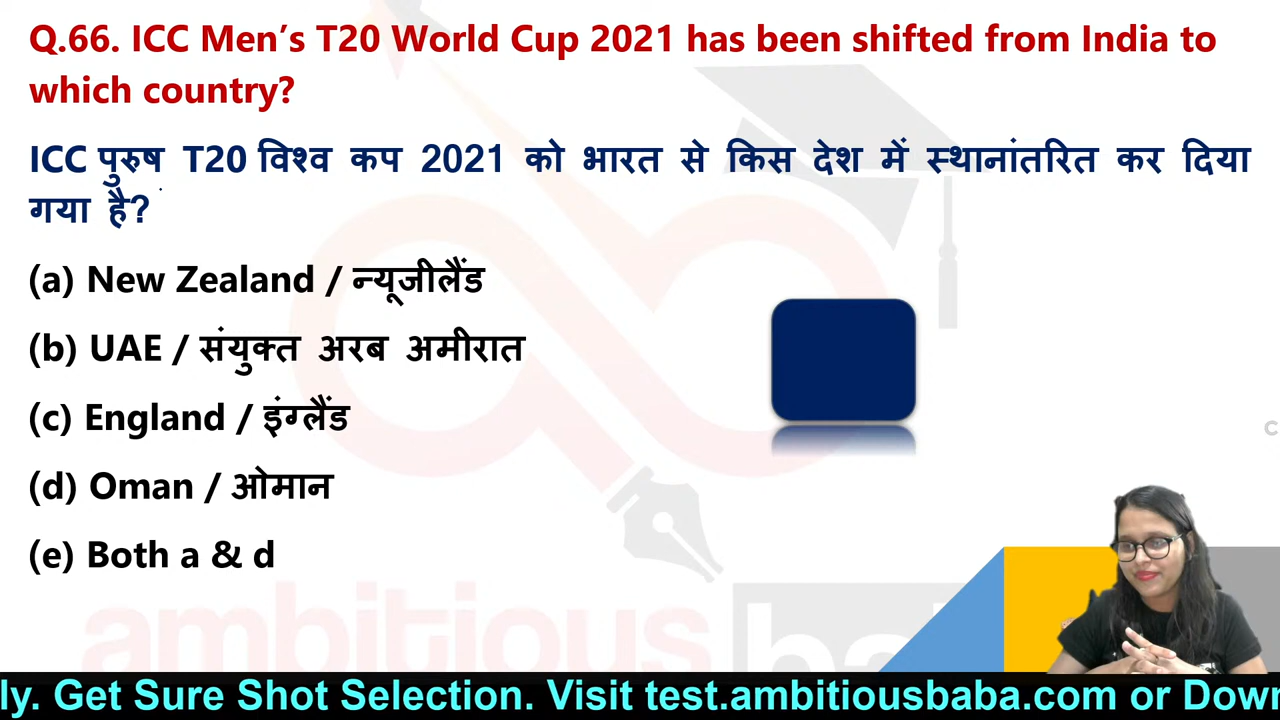 Q.66. ICC Men’s T20 World Cup 2021 has been shifted from India to
which country?
ICC पुरुष T20 विश्व कप 2021 को भारत से किस देश में स्थानांतरित कर दिया
गया है?
(a) New Zealand / न्यूजीलैंड
(b) UAE / संयुक्त अरब अमीरात
(c) England / इंग्लैंड
(d) Oman / ओमान
(e) Both a & d
ambitious
ly. Get Sure Shot Selection. Visit test.ambitiousbaba.com or Down